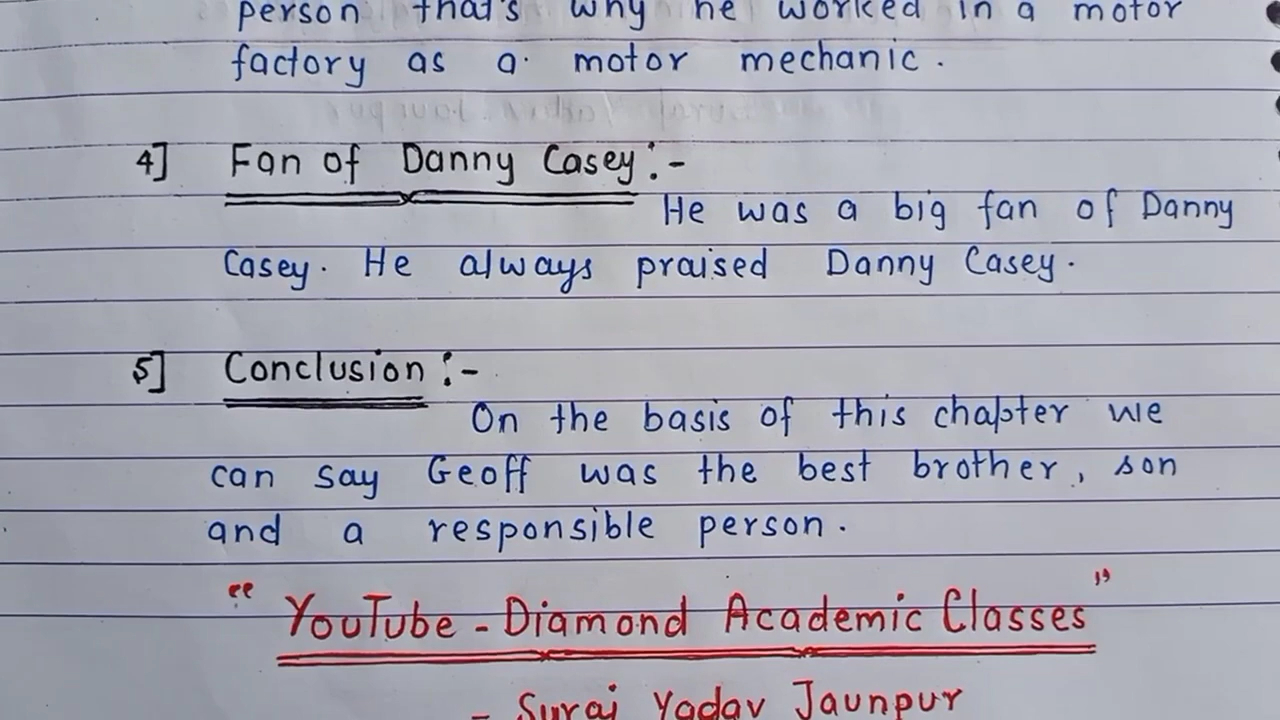 person that's why he worked in a motor
factory as a motor mechanic.
4] Fan of Danny Casey :-
He was a big fan of Danny
Casey. He always praised Danny Casey.
5] Conclusion :-
On the basis of this chapter we
can say Geoff was the best brother, son
and a responsible person.
"YouTube - Diamond Academic Classes"
- Suraj Yadav Jaunpur